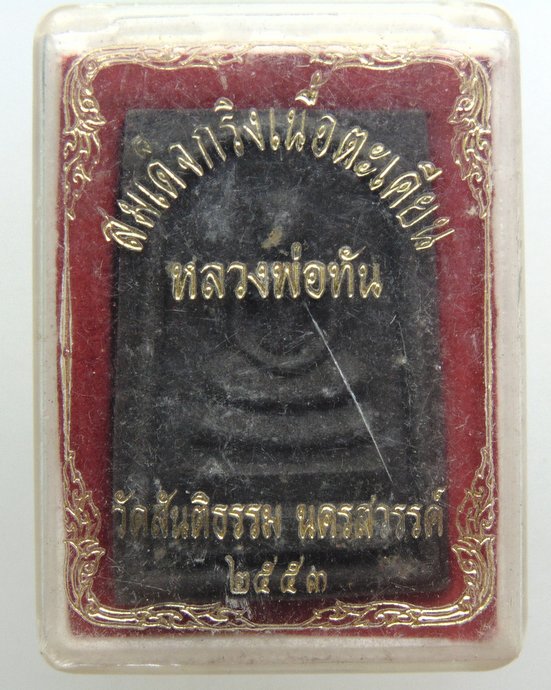 สมเด็จกริ่งเนื้อตะเคียน
หลวงพ่อทัน
วัดสันติธรรม นครสวรรค์
๒๕๕๓